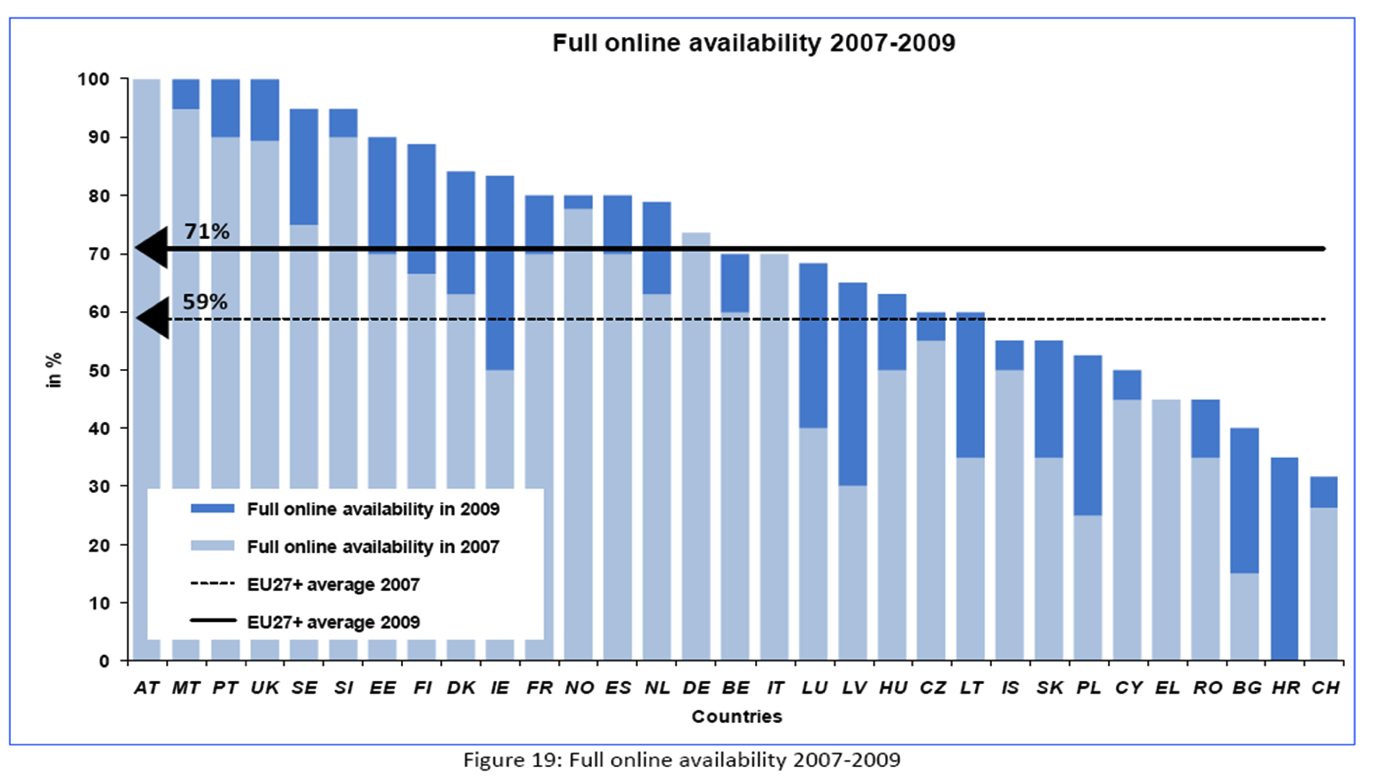 Full online availability 2007-2009
100
90
80
70
60
50
40
30
20
10
0
in %
71%
59%
Full online availability in 2009
Full online availability in 2007
EU27+ average 2007
EU27+ average 2009
AT MT PT UK SE SI EE FI DK IE FR NO ES NL DE BE IT LU LV HU CZ LT IS SK PL CY EL RO BG HR CH
Countries
Figure 19: Full online availability 2007-2009